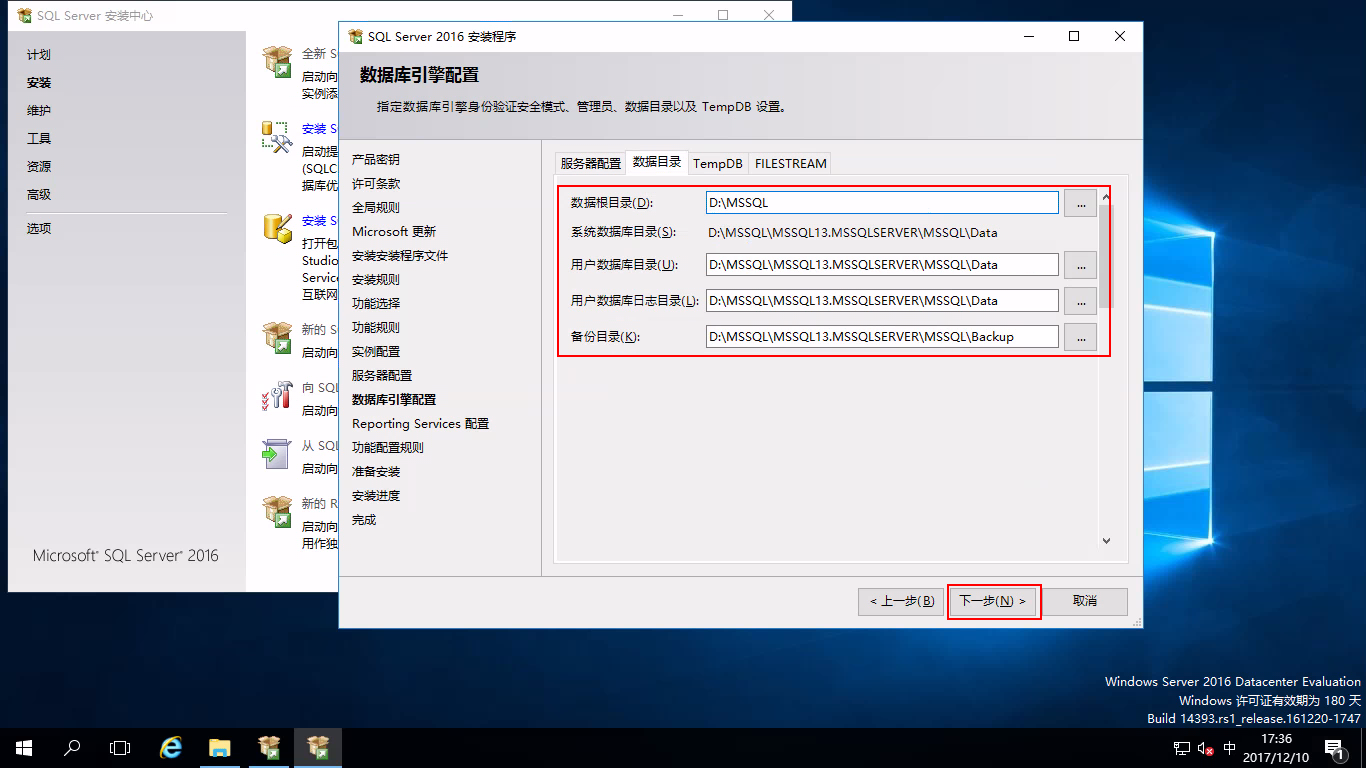 SQL Server 安装中心
计划
安装
维护
工具
资源
高级
选项
Microsoft® SQL Server® 2016
全新 S
启动向
实例添
安装 S
启动提
(SQLC
据库优
安装 S
打开包
Studio
Service
互联网
新的 S
启动向
向 SQL
启动向
从 SQL
启动向
新的 R
启动向
用作独
SQL Server 2016 安装程序
数据库引擎配置
指定数据库引擎身份验证安全模式、管理员、数据目录以及 TempDB 设置。
产品密钥
许可条款
全局规则
Microsoft 更新
安装安装程序文件
安装规则
功能选择
功能规则
实例配置
服务器配置
数据库引擎配置
Reporting Services 配置
功能配置规则
准备安装
安装进度
完成
服务器配置 数据目录 TempDB FILESTREAM
数据根目录(D): D:\MSSQL ...
系统数据库目录(S): D:\MSSQL\MSSQL13.MSSQLSERVER\MSSQL\Data
用户数据库目录(U): D:\MSSQL\MSSQL13.MSSQLSERVER\MSSQL\Data ...
用户数据库日志目录(L): D:\MSSQL\MSSQL13.MSSQLSERVER\MSSQL\Data ...
备份目录(K): D:\MSSQL\MSSQL13.MSSQLSERVER\MSSQL\Backup ...
< 上一步(B) 下一步(N) > 取消
Windows Server 2016 Datacenter Evaluation
Windows 许可证有效期为 180 天
Build 14393.rs1_release.161220-1747
中
17:36
2017/12/10
1